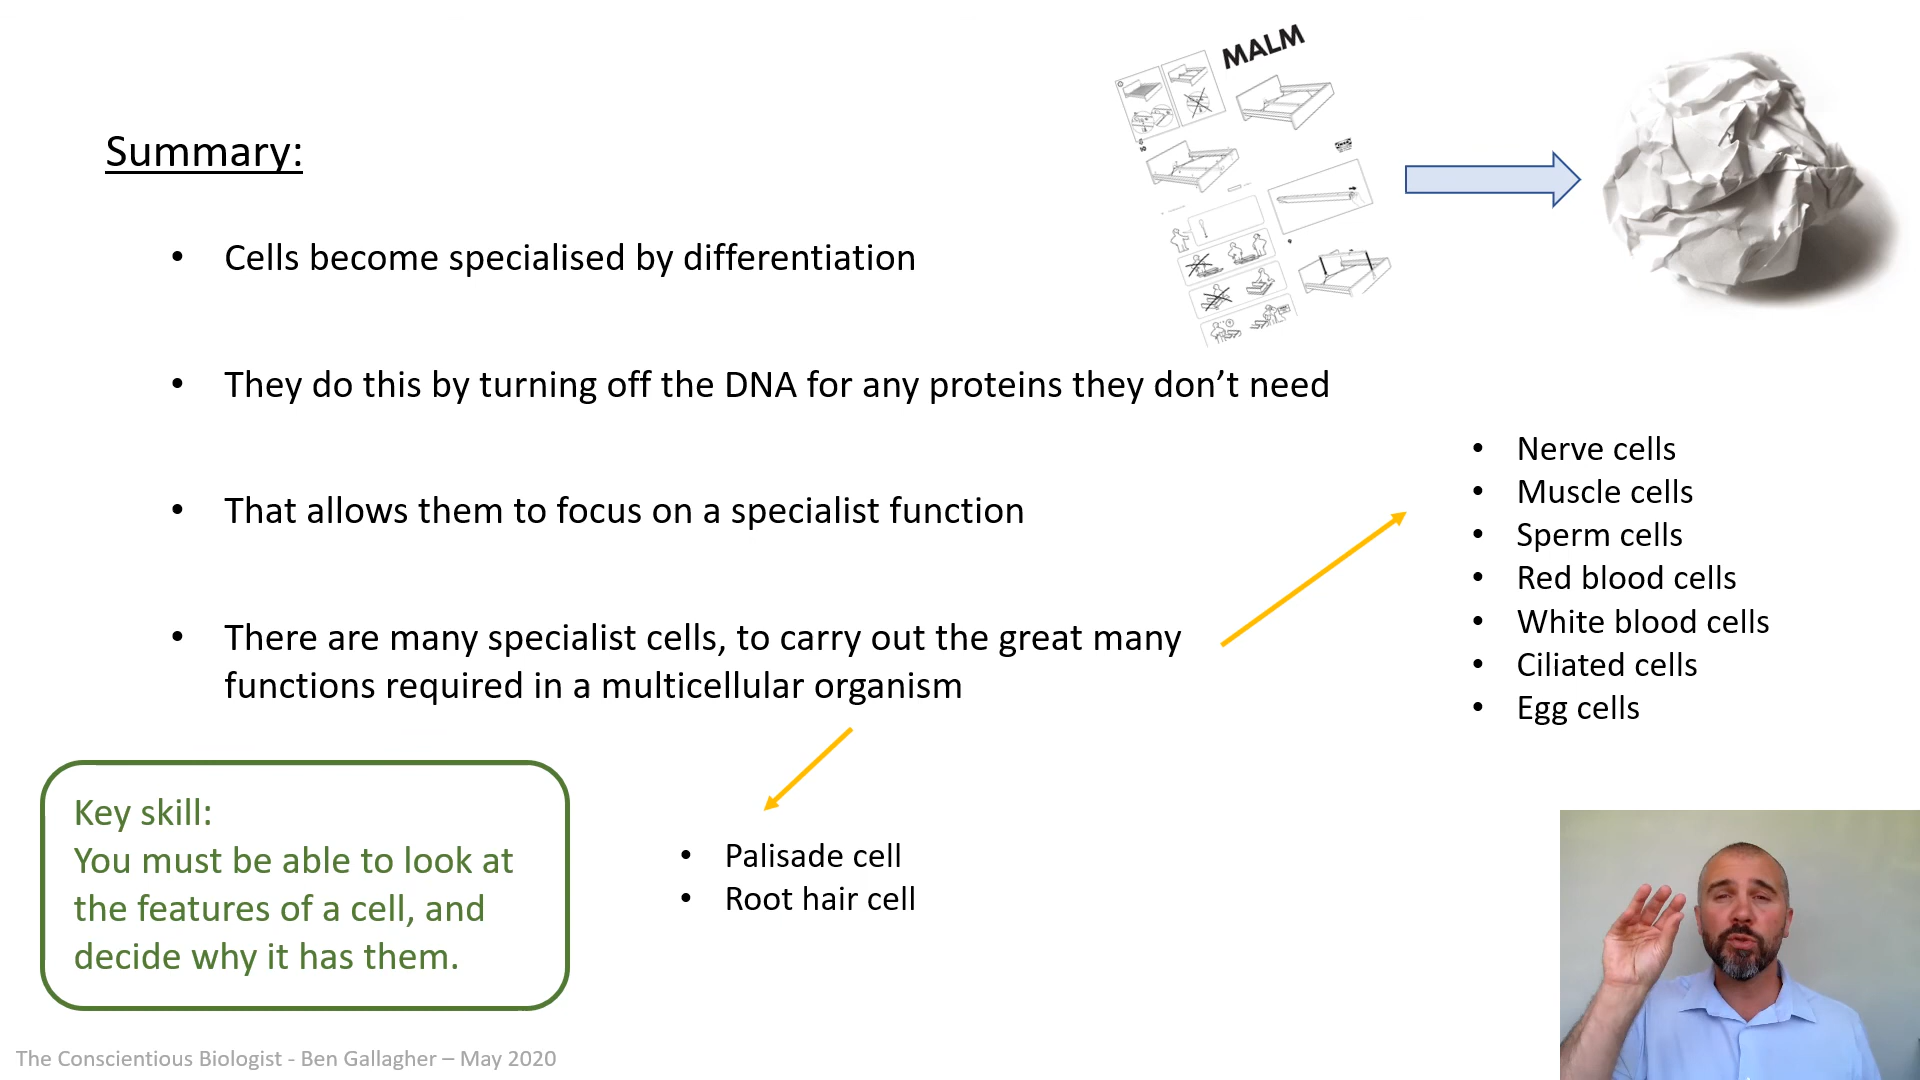 MALM
Summary:
• Cells become specialised by differentiation
• They do this by turning off the DNA for any proteins they don’t need
• That allows them to focus on a specialist function
• There are many specialist cells, to carry out the great many
functions required in a multicellular organism
• Nerve cells
• Muscle cells
• Sperm cells
• Red blood cells
• White blood cells
• Ciliated cells
• Egg cells
Key skill:
You must be able to look at
the features of a cell, and
decide why it has them.
• Palisade cell
• Root hair cell
The Conscientious Biologist - Ben Gallagher – May 2020